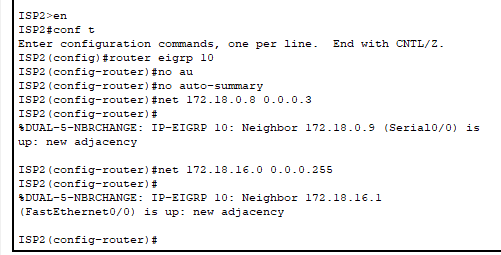 ISP2>en
ISP2#conf t
Enter configuration commands, one per line.  End with CNTL/Z.
ISP2(config)#router eigrp 10
ISP2(config-router)#no au
ISP2(config-router)#no auto-summary
ISP2(config-router)#net 172.18.0.8 0.0.0.3
ISP2(config-router)#
%DUAL-5-NBRCHANGE: IP-EIGRP 10: Neighbor 172.18.0.9 (Serial0/0) is
up: new adjacency
ISP2(config-router)#net 172.18.16.0 0.0.0.255
ISP2(config-router)#
%DUAL-5-NBRCHANGE: IP-EIGRP 10: Neighbor 172.18.16.1
(FastEthernet0/0) is up: new adjacency
ISP2(config-router)#